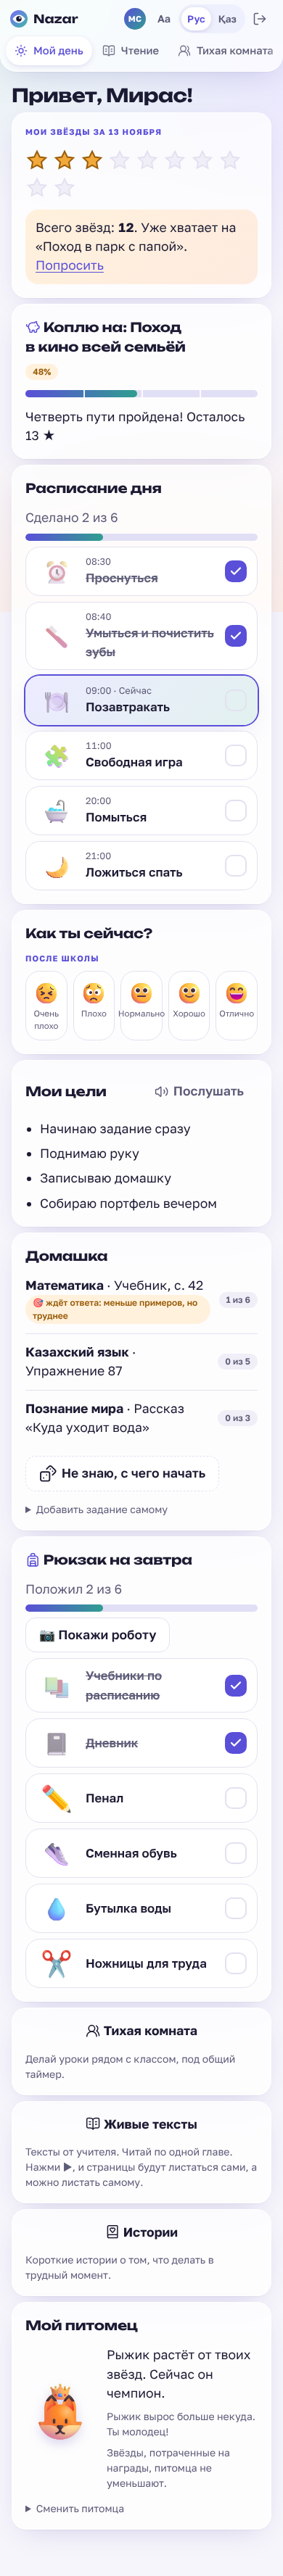 Nazar
МС
Аа
Рус
Қаз
Мой день
Чтение
Тихая комната
Привет, Мирас!
МОИ ЗВЁЗДЫ ЗА 13 НОЯБРЯ
Всего звёзд: 12. Уже хватает на
«Поход в парк с папой».
Попросить
Коплю на: Поход
в кино всей семьёй
48%
Четверть пути пройдена! Осталось
13 ★
Расписание дня
Сделано 2 из 6
08:30
Проснуться
08:40
Умыться и почистить
зубы
09:00 · Сейчас
Позавтракать
11:00
Свободная игра
20:00
Помыться
21:00
Ложиться спать
Как ты сейчас?
ПОСЛЕ ШКОЛЫ
Очень
плохо
Плохо
Нормально
Хорошо
Отлично
Мои цели
Послушать
• Начинаю задание сразу
• Поднимаю руку
• Записываю домашку
• Собираю портфель вечером
Домашка
Математика · Учебник, с. 42
🎯 ждёт ответа: меньше примеров, но
труднее
1 из 6
Казахский язык ·
Упражнение 87
0 из 5
Познание мира · Рассказ
«Куда уходит вода»
0 из 3
Не знаю, с чего начать
▶ Добавить задание самому
Рюкзак на завтра
Положил 2 из 6
📷 Покажи роботу
Учебники по
расписанию
Дневник
Пенал
Сменная обувь
Бутылка воды
Ножницы для труда
Тихая комната
Делай уроки рядом с классом, под общий
таймер.
Живые тексты
Тексты от учителя. Читай по одной главе.
Нажми ▶, и страницы будут листаться сами, а
можно листать самому.
Истории
Короткие истории о том, что делать в
трудный момент.
Мой питомец
Рыжик растёт от твоих
звёзд. Сейчас он
чемпион.
Рыжик вырос больше некуда.
Ты молодец!
Звёзды, потраченные на
награды, питомца не
уменьшают.
▶ Сменить питомца